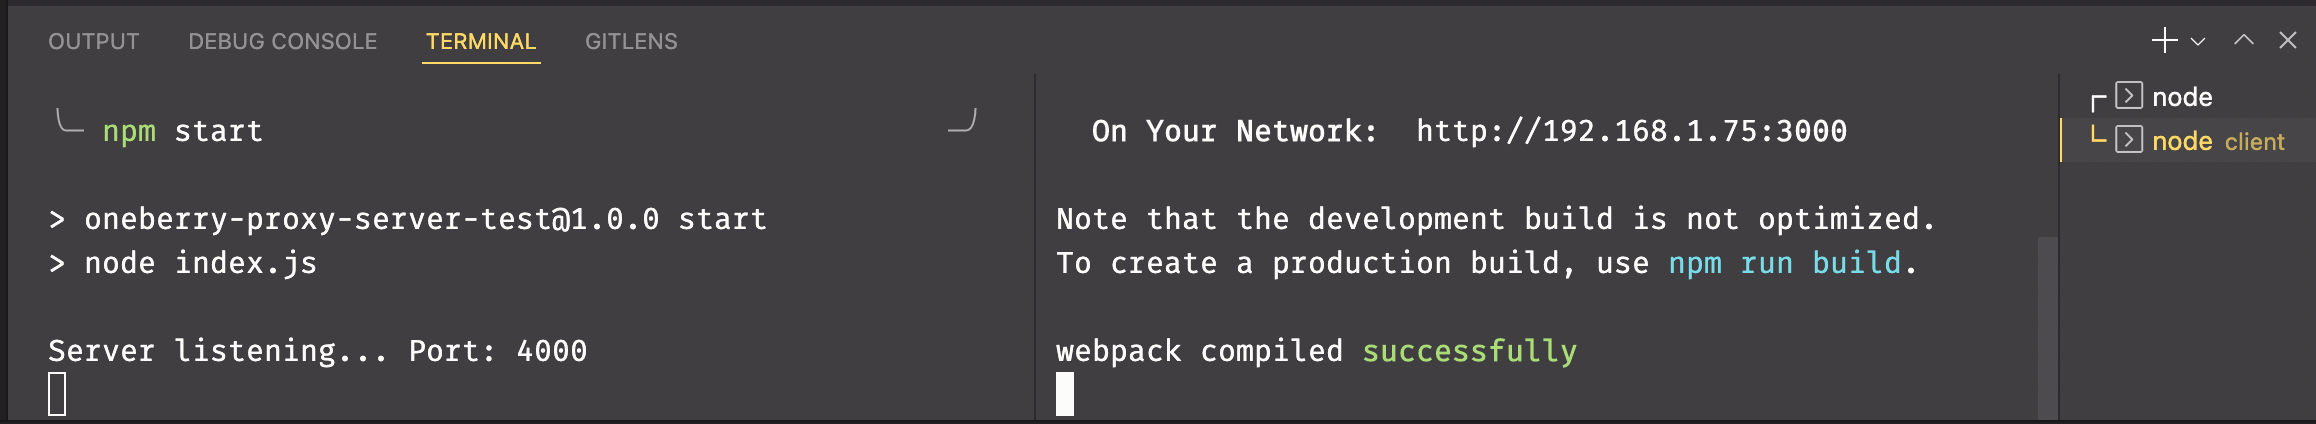 OUTPUT DEBUG CONSOLE TERMINAL GITLENS
npm start
> oneberry-proxy-server-test@1.0.0 start
> node index.js
Server listening... Port: 4000
On Your Network: http://192.168.1.75:3000
Note that the development build is not optimized.
To create a production build, use npm run build.
webpack compiled successfully
node
node client